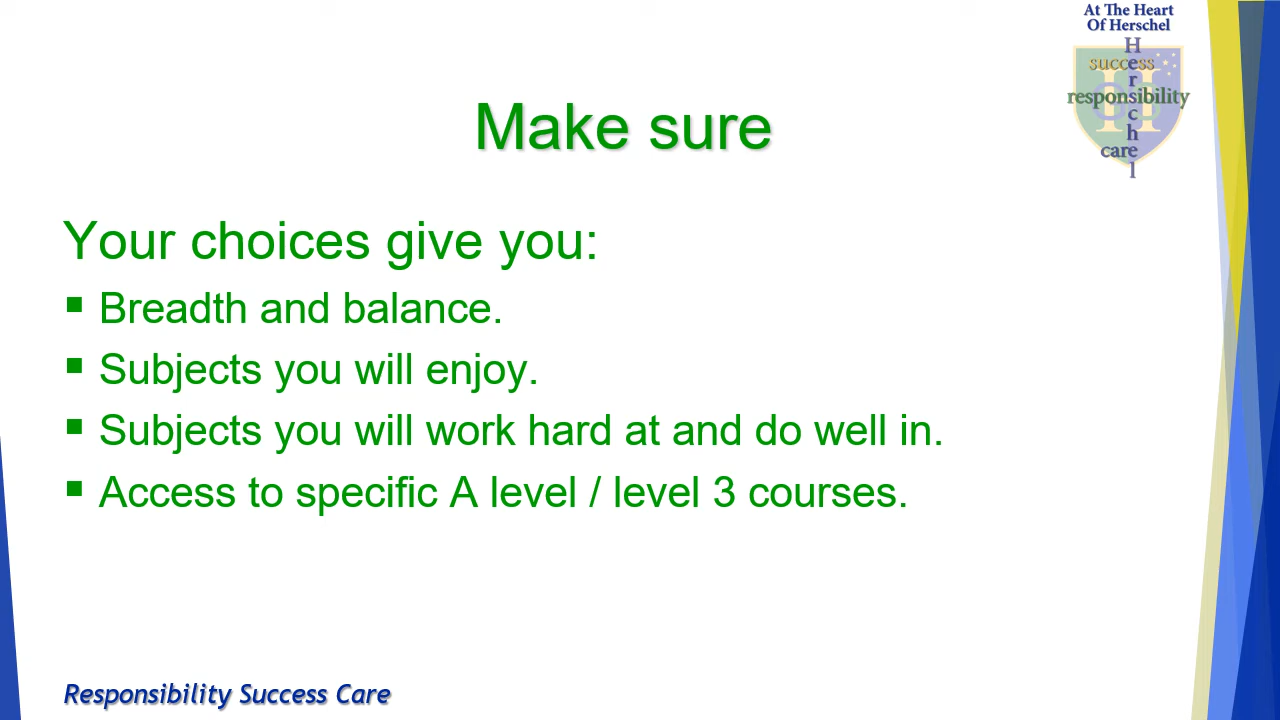 At The Heart
Of Herschel
Herschel
success
responsibility
care
Make sure
Your choices give you:
▪ Breadth and balance.
▪ Subjects you will enjoy.
▪ Subjects you will work hard at and do well in.
▪ Access to specific A level / level 3 courses.
Responsibility Success Care